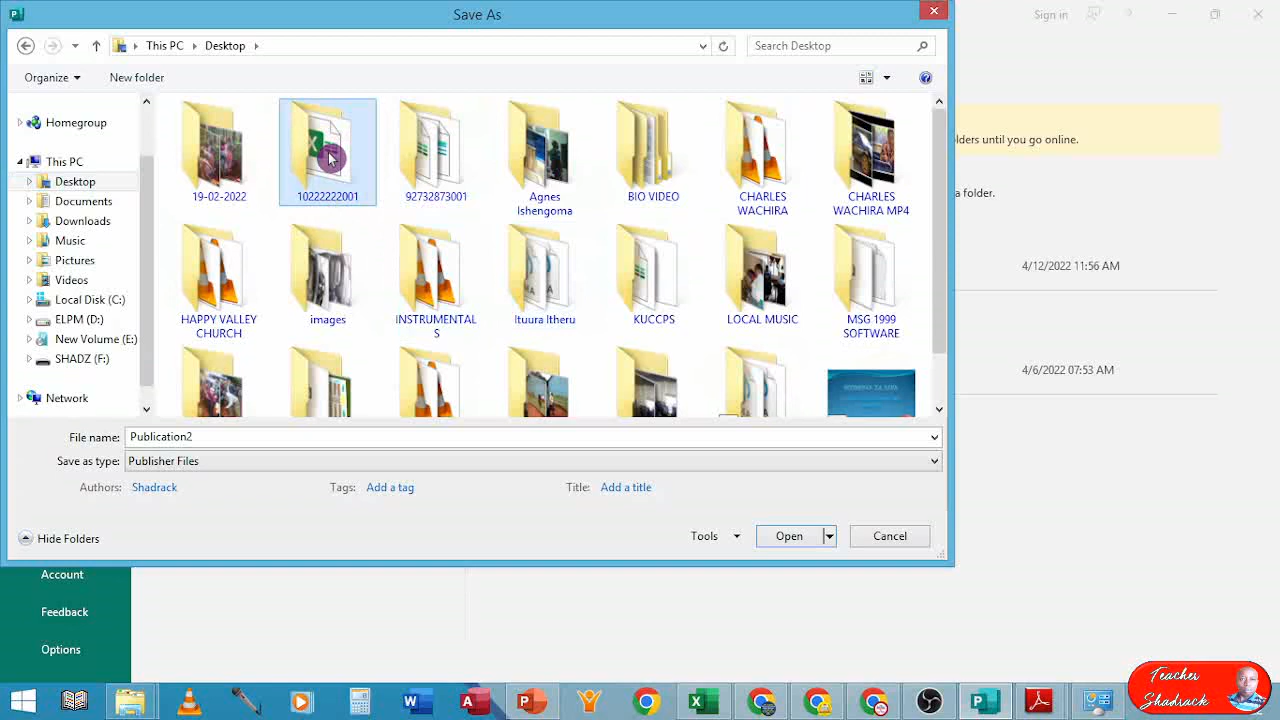 Save As
Sign in
This PC
Desktop
Search Desktop
Organize
New folder
Homegroup
This PC
Desktop
Documents
Downloads
Music
Pictures
Videos
Local Disk (C:)
ELPM (D:)
New Volume (E:)
SHADZ (F:)
Network
19-02-2022
10222222001
92732873001
Agnes
Ishengoma
BIO VIDEO
CHARLES
WACHIRA
CHARLES
WACHIRA MP4
HAPPY VALLEY
CHURCH
images
INSTRUMENTAL
S
Ituura Itheru
KUCCPS
LOCAL MUSIC
MSG 1999
SOFTWARE
olders until you go online.
a folder.
4/12/2022 11:56 AM
4/6/2022 07:53 AM
File name:
Publication2
Save as type:
Publisher Files
Authors:
Shadrack
Tags:
Add a tag
Title:
Add a title
Hide Folders
Tools
Open
Cancel
Account
Feedback
Options
Teacher
Shadrack